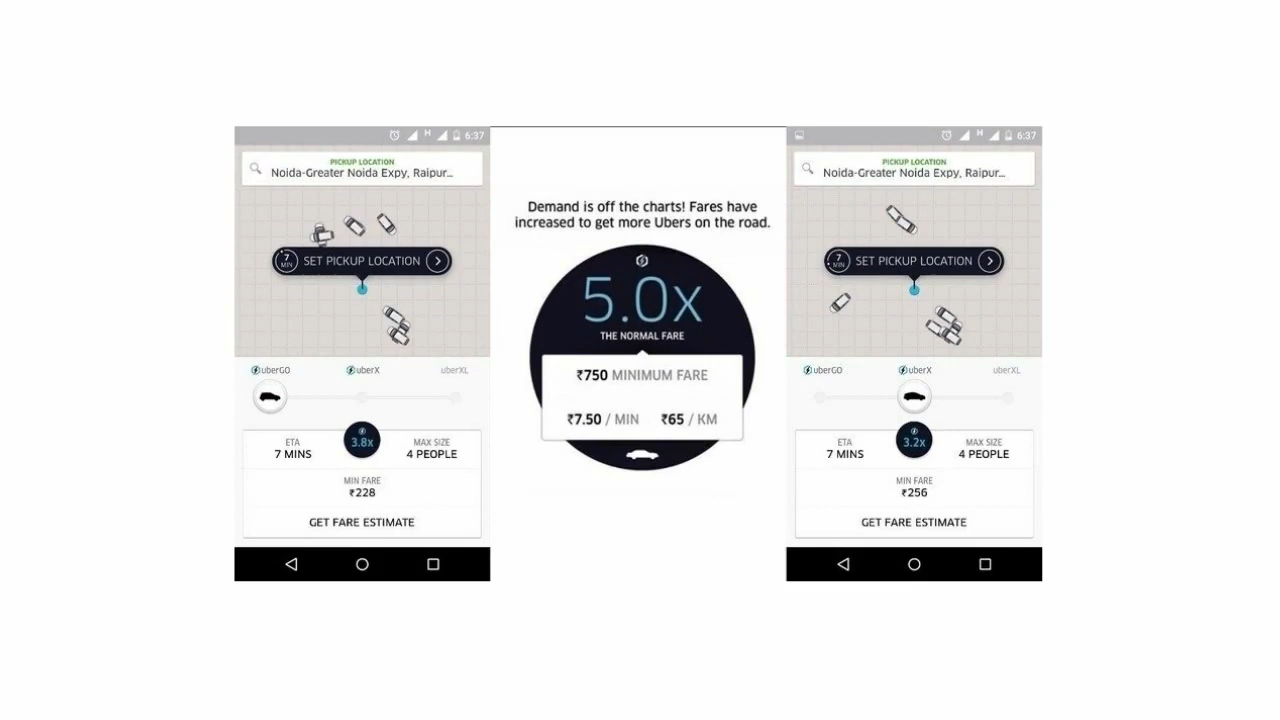 H 6:37
PICKUP LOCATION
Noida-Greater Noida Expy, Raipur...
7
MIN
SET PICKUP LOCATION
uberGO uberX uberXL
3.8x
ETA
7 MINS
MAX SIZE
4 PEOPLE
MIN FARE
₹228
GET FARE ESTIMATE
Demand is off the charts! Fares have
increased to get more Ubers on the road.
5.0x
THE NORMAL FARE
₹750 MINIMUM FARE
₹7.50 / MIN ₹65 / KM
H 6:37
PICKUP LOCATION
Noida-Greater Noida Expy, Raipur...
7
MIN
SET PICKUP LOCATION
uberGO uberX uberXL
3.2x
ETA
7 MINS
MAX SIZE
4 PEOPLE
MIN FARE
₹256
GET FARE ESTIMATE